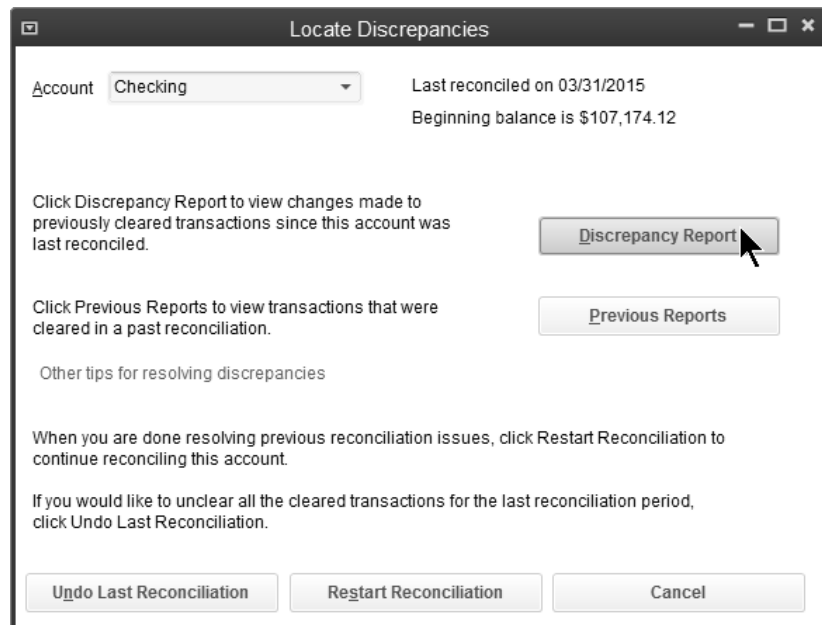 Locate Discrepancies
Account Checking
Last reconciled on 03/31/2015
Beginning balance is $107,174.12
Click Discrepancy Report to view changes made to
previously cleared transactions since this account was
last reconciled.
Discrepancy Report
Click Previous Reports to view transactions that were
cleared in a past reconciliation.
Previous Reports
Other tips for resolving discrepancies
When you are done resolving previous reconciliation issues, click Restart Reconciliation to
continue reconciling this account.
If you would like to unclear all the cleared transactions for the last reconciliation period,
click Undo Last Reconciliation.
Undo Last Reconciliation
Restart Reconciliation
Cancel